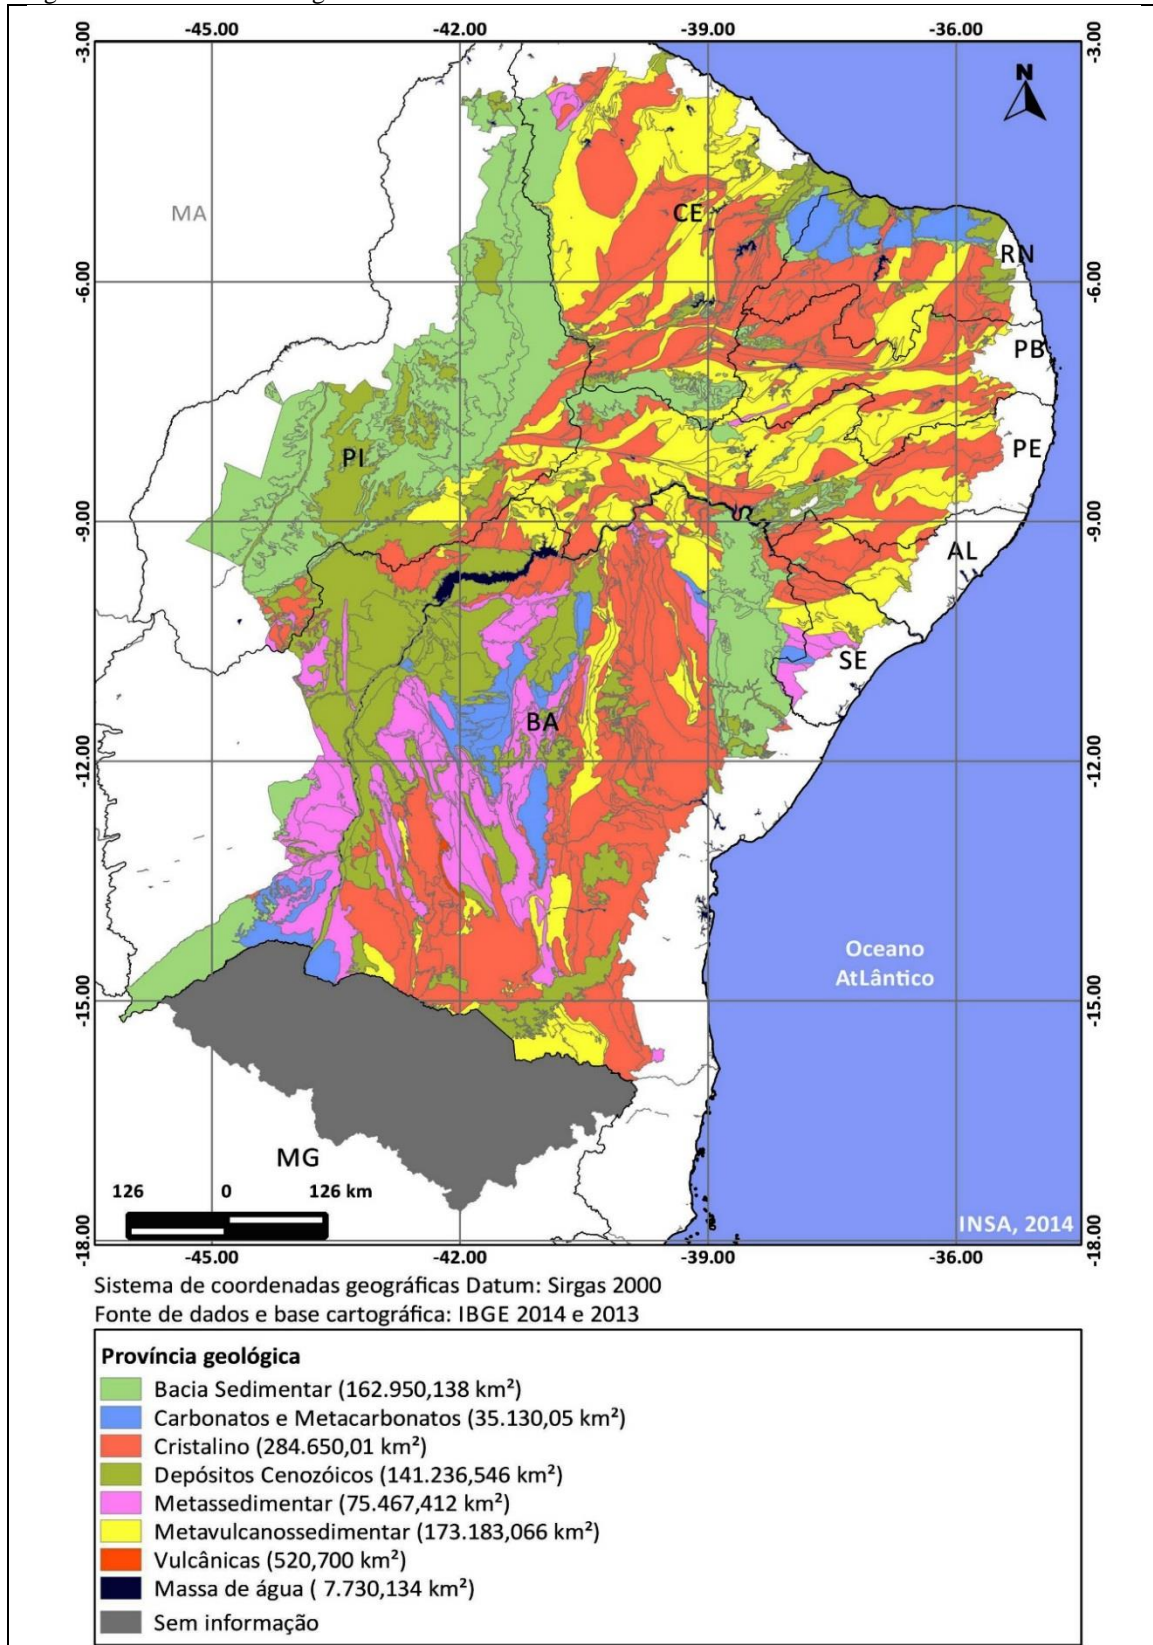 -45.00 -42.00 -39.00 -36.00
-3.00 -3.00
N
MA
CE
RN
-6.00 -6.00
PB
PI
PE
-9.00 -9.00
AL
SE
BA
-12.00 -12.00
Oceano
AtLântico
-15.00 -15.00
MG
126 0 126 km
INSA, 2014
-18.00 -18.00
-45.00 -42.00 -39.00 -36.00
Sistema de coordenadas geográficas Datum: Sirgas 2000
Fonte de dados e base cartográfica: IBGE 2014 e 2013
Província geológica
Bacia Sedimentar (162.950,138 km²)
Carbonatos e Metacarbonatos (35.130,05 km²)
Cristalino (284.650,01 km²)
Depósitos Cenozóicos (141.236,546 km²)
Metassedimentar (75.467,412 km²)
Metavulcanossedimentar (173.183,066 km²)
Vulcânicas (520,700 km²)
Massa de água ( 7.730,134 km²)
Sem informação